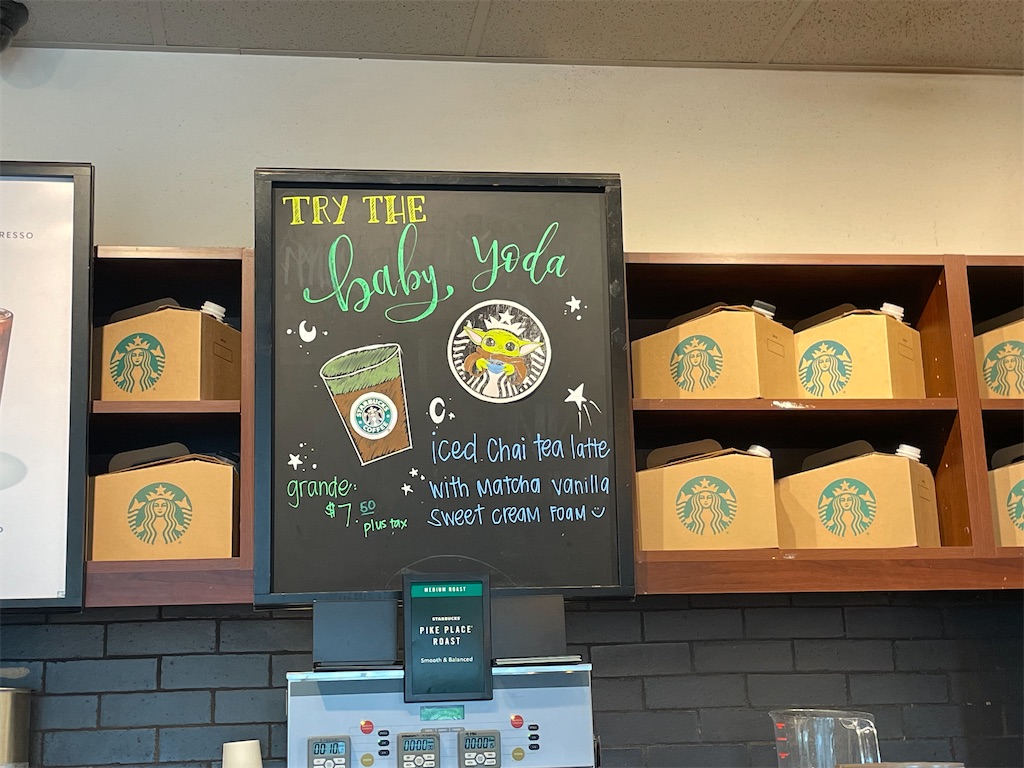 RESSO
TRY THE
baby yoda
STARBUCKS
COFFEE
iced Chai tea latte
with Matcha vanilla
sweet cream foam
grande:
$7.50
plus tax
MEDIUM ROAST
STARBUCKS
PIKE PLACE®
ROAST
Smooth & Balanced